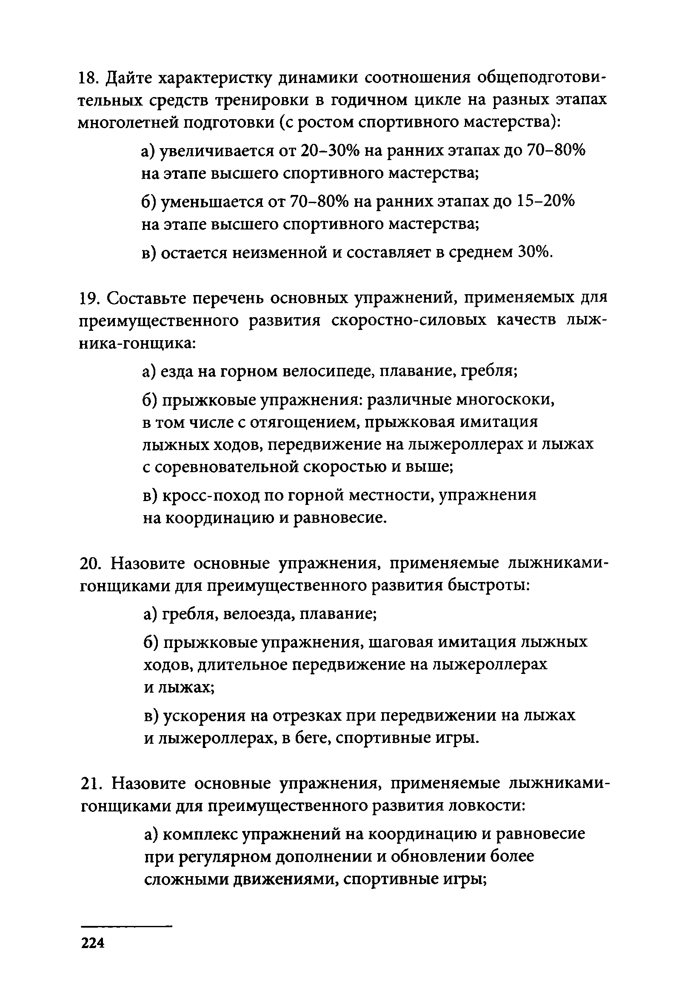 18. Дайте характеристку динамики соотношения общеподготови-
тельных средств тренировки в годичном цикле на разных этапах
многолетней подготовки (с ростом спортивного мастерства):
а) увеличивается от 20–30% на ранних этапах до 70–80%
на этапе высшего спортивного мастерства;
б) уменьшается от 70–80% на ранних этапах до 15–20%
на этапе высшего спортивного мастерства;
в) остается неизменной и составляет в среднем 30%.
19. Составьте перечень основных упражнений, применяемых для
преимущественного развития скоростно-силовых качеств лыж-
ника-гонщика:
а) езда на горном велосипеде, плавание, гребля;
б) прыжковые упражнения: различные многоскоки,
в том числе с отягощением, прыжковая имитация
лыжных ходов, передвижение на лыжероллерах и лыжах
с соревновательной скоростью и выше;
в) кросс-поход по горной местности, упражнения
на координацию и равновесие.
20. Назовите основные упражнения, применяемые лыжниками-
гонщиками для преимущественного развития быстроты:
а) гребля, велоезда, плавание;
б) прыжковые упражнения, шаговая имитация лыжных
ходов, длительное передвижение на лыжероллерах
и лыжах;
в) ускорения на отрезках при передвижении на лыжах
и лыжероллерах, в беге, спортивные игры.
21. Назовите основные упражнения, применяемые лыжниками-
гонщиками для преимущественного развития ловкости:
а) комплекс упражнений на координацию и равновесие
при регулярном дополнении и обновлении более
сложными движениями, спортивные игры;
224